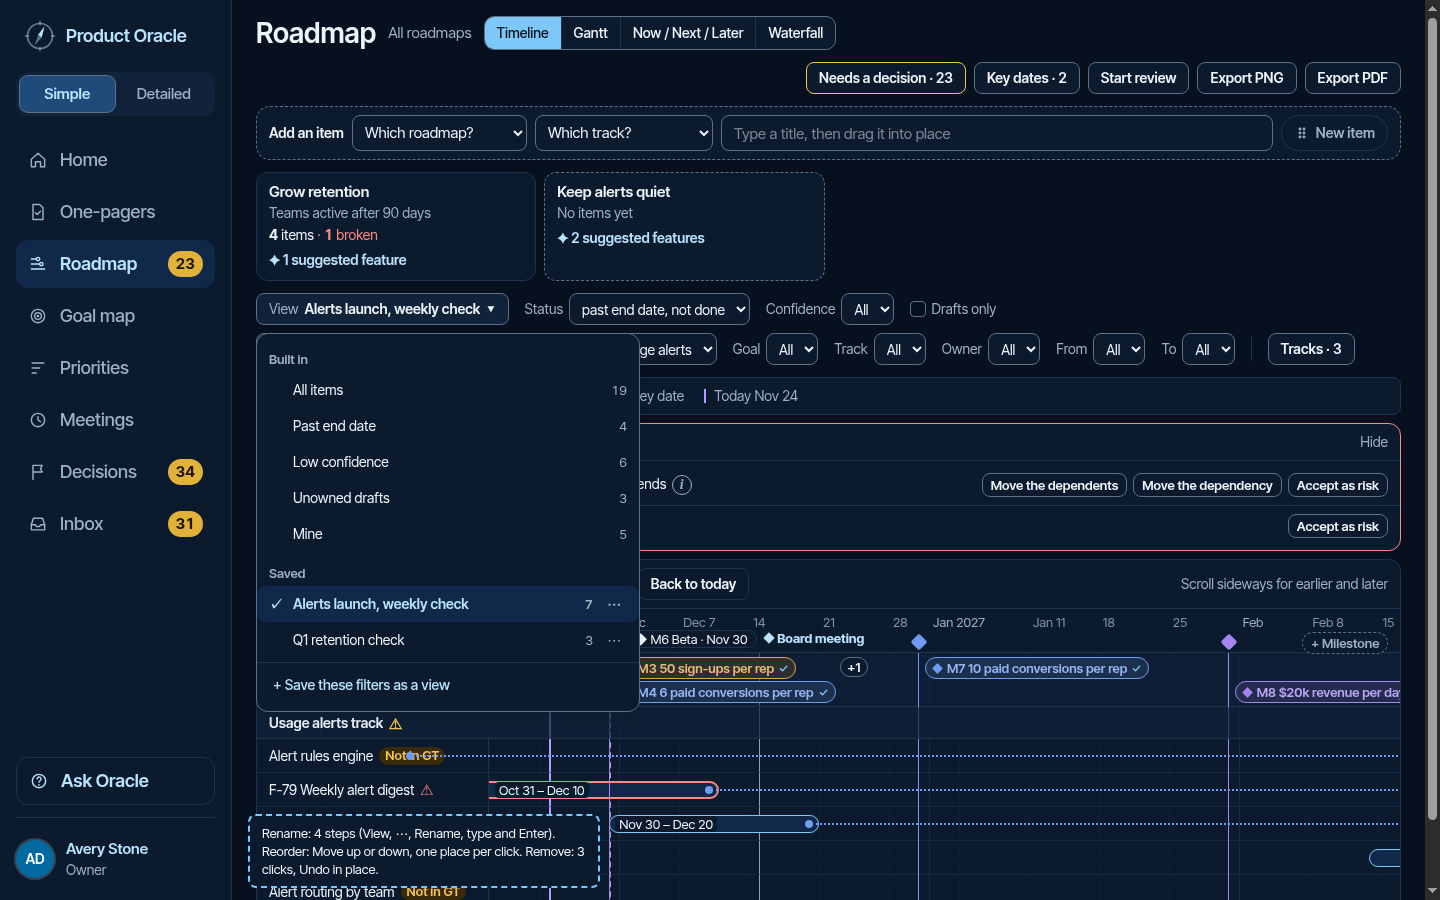 Product Oracle
Simple
Detailed
Home
One-pagers
Roadmap
23
Goal map
Priorities
Meetings
Decisions
34
Inbox
31
Ask Oracle
AD
Avery Stone
Owner
Roadmap
All roadmaps
Timeline
Gantt
Now / Next / Later
Waterfall
Needs a decision · 23
Key dates · 2
Start review
Export PNG
Export PDF
Add an item
Which roadmap?
Which track?
Type a title, then drag it into place
New item
Grow retention
Teams active after 90 days
4 items · 1 broken
✦ 1 suggested feature
Keep alerts quiet
No items yet
✦ 2 suggested features
View Alerts launch, weekly check ▾
Status
past end date, not done
Confidence
All
Drafts only
ge alerts
Goal
All
Track
All
Owner
All
From
All
To
All
Tracks · 3
Built in
All items 19
Past end date 4
Low confidence 6
Unowned drafts 3
Mine 5
Saved
✓ Alerts launch, weekly check 7 ···
Q1 retention check 3 ···
+ Save these filters as a view
ey date
Today Nov 24
Hide
ends
i
Move the dependents
Move the dependency
Accept as risk
Accept as risk
Back to today
Scroll sideways for earlier and later
c
Dec 7
14
21
28
Jan 2027
Jan 11
18
25
Feb
Feb 8
15
M6 Beta · Nov 30
Board meeting
+ Milestone
M3 50 sign-ups per rep ✓
+1
M7 10 paid conversions per rep ✓
M4 6 paid conversions per rep ✓
M8 $20k revenue per da
Usage alerts track ⚠
Alert rules engine
Not in GT
F-79 Weekly alert digest ⚠
Oct 31 – Dec 10
Nov 30 – Dec 20
Rename: 4 steps (View, ···, Rename, type and Enter).
Reorder: Move up or down, one place per click. Remove: 3
clicks, Undo in place.
Alert routing by team
Not in GT